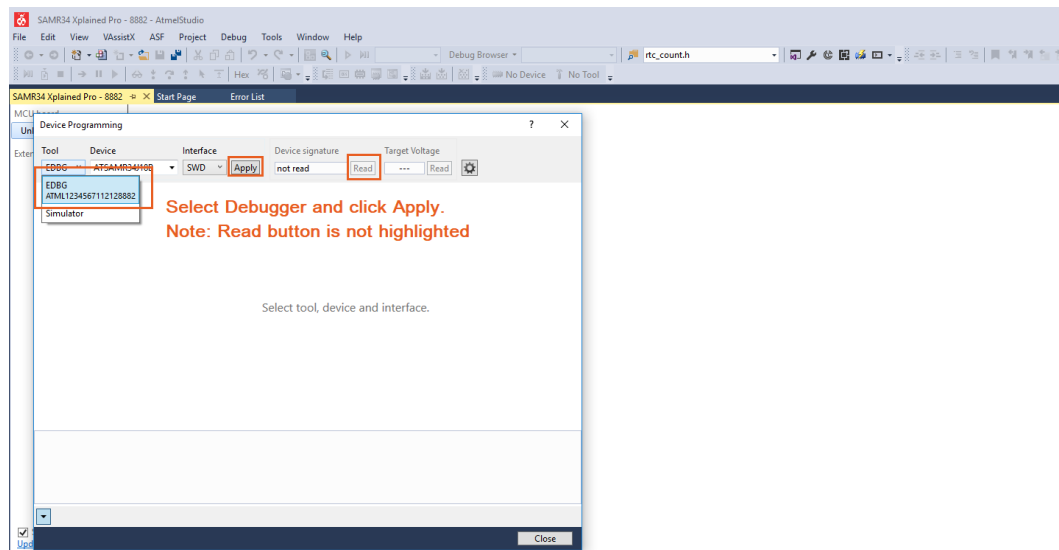 SAMR34 Xplained Pro - 8882 - AtmelStudio
File Edit View VAssistX ASF Project Debug Tools Window Help
Debug Browser rtc_count.h
Hex No Device No Tool
SAMR34 Xplained Pro - 8882 Start Page Error List
MCU board
Device Programming ? ×
Tool Device Interface Device signature Target Voltage
EDBG ATSAMR34J18B SWD Apply not read Read --- Read
EDBG
ATML1234567112128882
Simulator
Select Debugger and click Apply.
Note: Read button is not highlighted
Select tool, device and interface.
Close